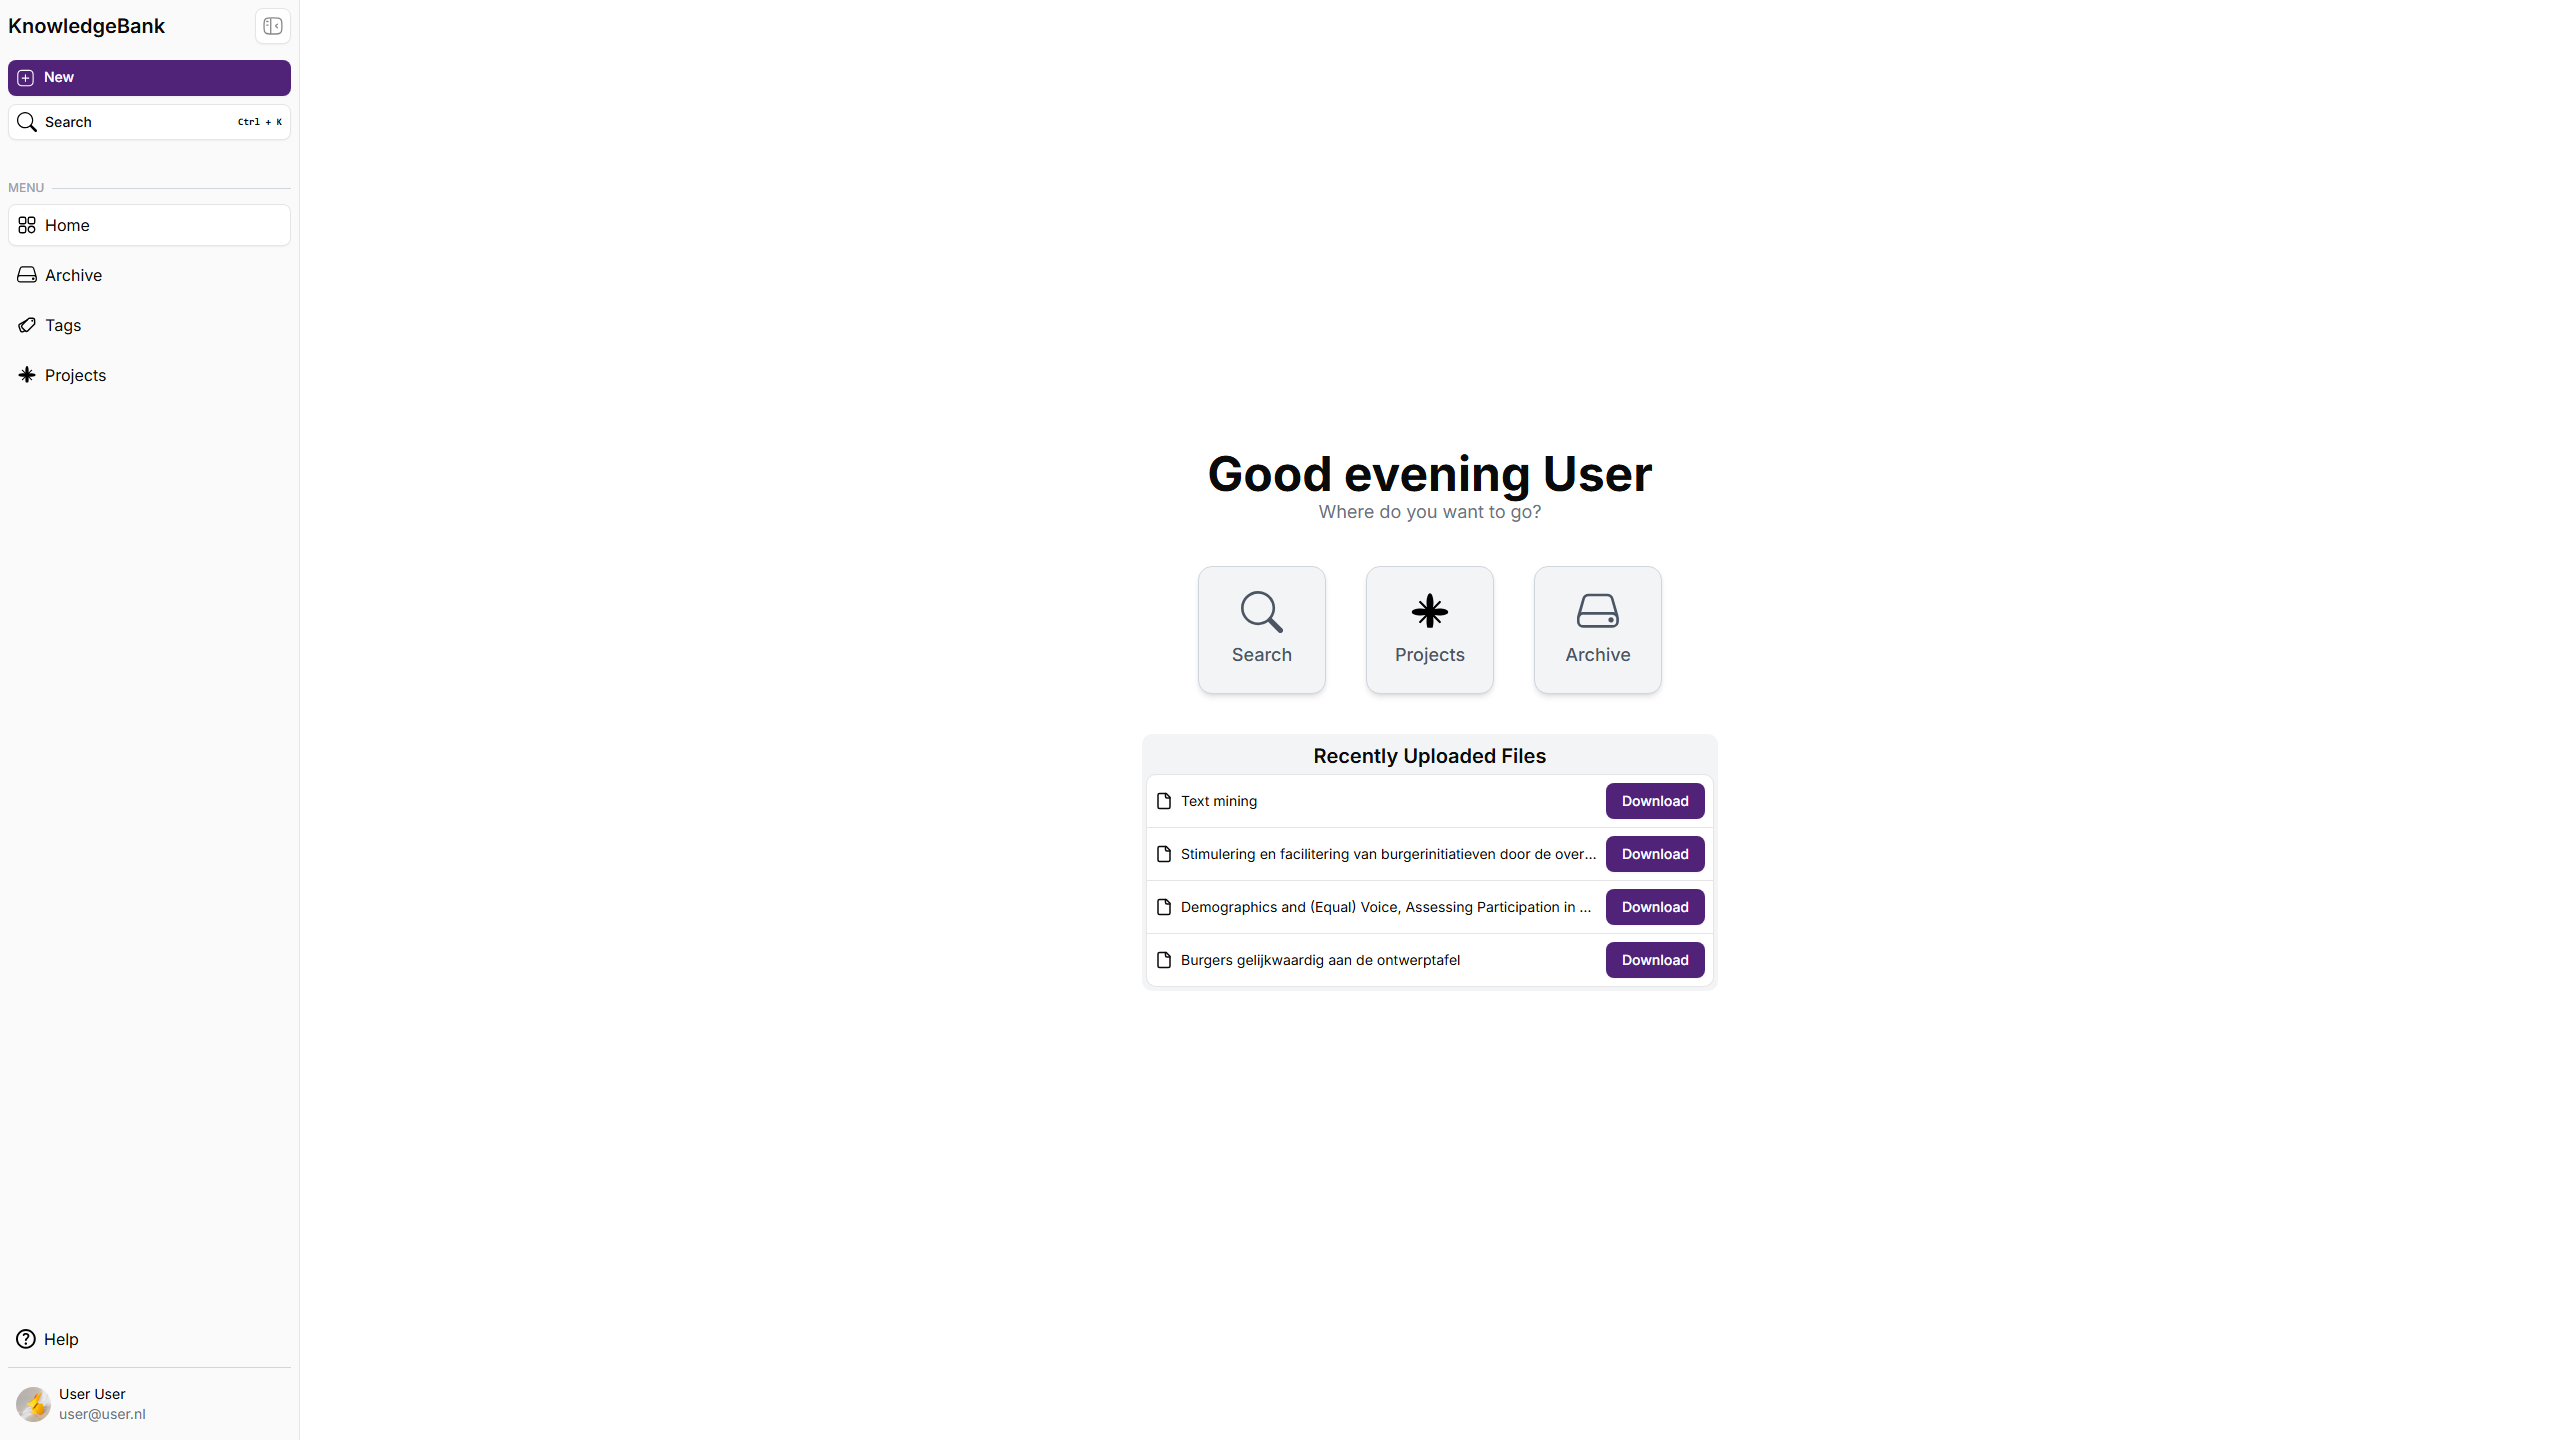 KnowledgeBank
New
Search Ctrl + K
MENU
Home
Archive
Tags
Projects
Good evening User
Where do you want to go?
Search Projects Archive
Recently Uploaded Files
Text mining Download
Stimulering en facilitering van burgerinitiatieven door de over... Download
Demographics and (Equal) Voice, Assessing Participation in ... Download
Burgers gelijkwaardig aan de ontwerptafel Download
Help
User User
user@user.nl